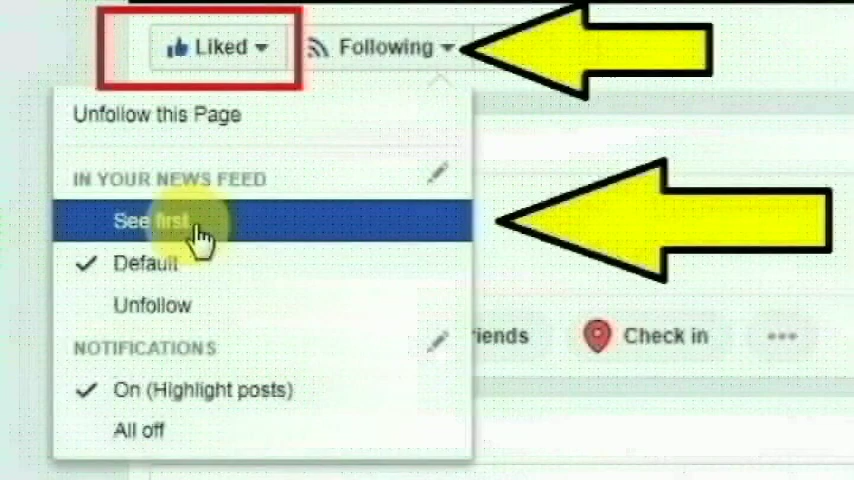 Liked Following
Unfollow this Page
IN YOUR NEWS FEED
See first
Default
Unfollow
riends Check in
NOTIFICATIONS
On (Highlight posts)
All off